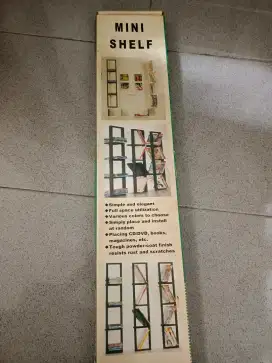 MINI
SHELF
●Simple and elegant
●Full space utilization
●Various colors to choose
●Simple place and install
at random
●Placing CD/DVD, books,
magazines, etc.
●Tough powder-coat finish
resists rust and scratches